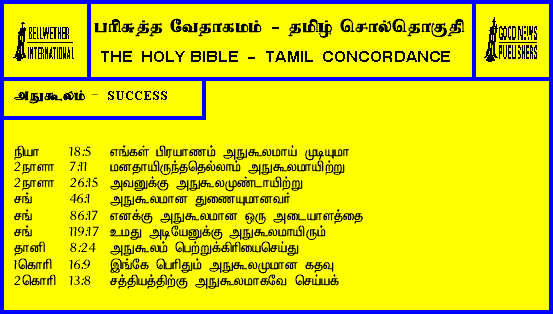 BELLWETHER
INTERNATIONAL
பரிசுத்த வேதாகமம் - தமிழ் சொல்தொகுதி
THE HOLY BIBLE - TAMIL CONCORDANCE
GOOD NEWS
PUBLISHERS
அநுகூலம் - SUCCESS
நியா 18:5 எங்கள் பிரயாணம் அநுகூலமாய் முடியுமா
2நாளா 7:11 மனதாயிருந்ததெல்லாம் அநுகூலமாயிற்று
2நாளா 26:15 அவனுக்கு அநுகூலமுண்டாயிற்று
சங் 46:1 அநுகூலமான துணையுமானவர்
சங் 86:17 எனக்கு அநுகூலமான ஒரு அடையாளத்தை
சங் 119:17 உமது அடியேனுக்கு அநுகூலமாயிரும்
தானி 8:24 அநுகூலம் பெற்றுக்கிரியைசெய்து
1கொரி 16:9 இங்கே பெரிதும் அநுகூலமுமான கதவு
2கொரி 13:8 சத்தியத்திற்கு அநுகூலமாகவே செய்யக்